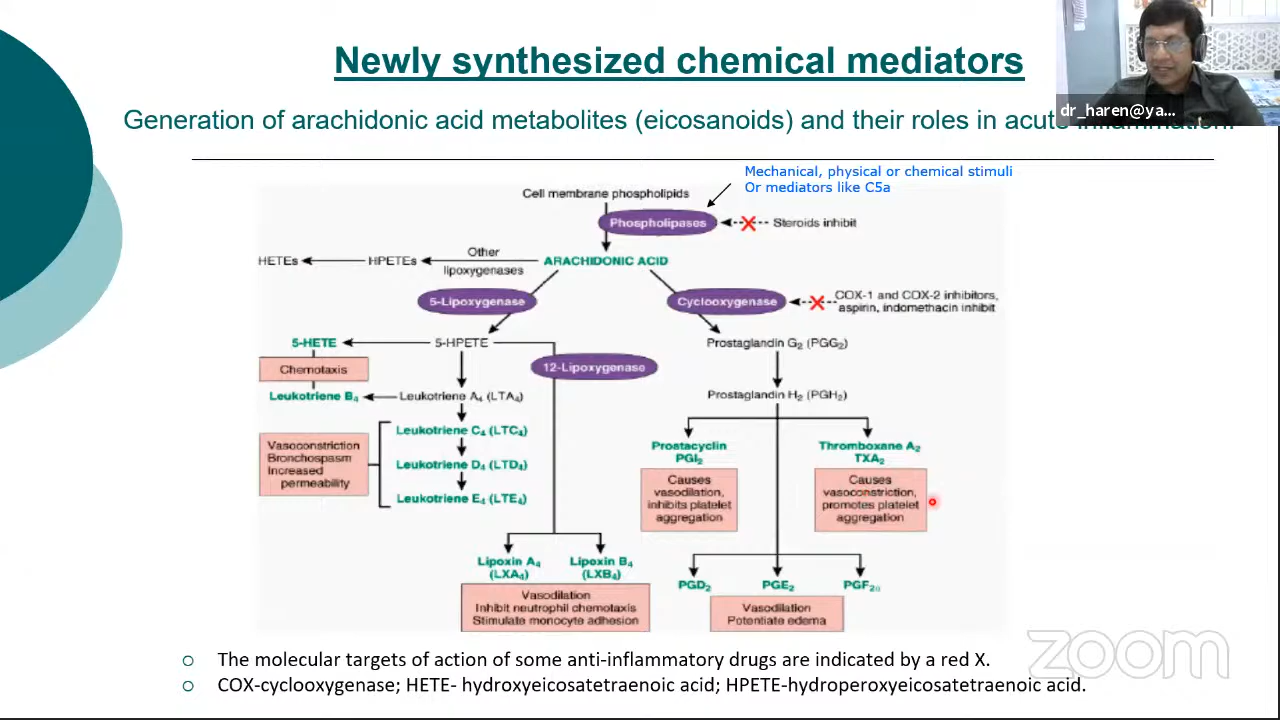 Newly synthesized chemical mediators
dr_haren@ya...
Generation of arachidonic acid metabolites (eicosanoids) and their roles in acute inflammation.
Mechanical, physical or chemical stimuli
Or mediators like C5a
Cell membrane phospholipids
Phospholipases
Steroids inhibit
HETEs
HPETEs
Other
lipoxygenases
ARACHIDONIC ACID
5-Lipoxygenase
Cyclooxygenase
COX-1 and COX-2 inhibitors,
aspirin, indomethacin inhibit
5-HETE
5-HPETE
Prostaglandin G₂ (PGG₂)
Chemotaxis
12-Lipoxygenase
Leukotriene B₄
Leukotriene A₄ (LTA₄)
Prostaglandin H₂ (PGH₂)
Leukotriene C₄ (LTC₄)
Vasoconstriction
Bronchospasm
Increased
permeability
Leukotriene D₄ (LTD₄)
Leukotriene E₄ (LTE₄)
Prostacyclin
PGI₂
Thromboxane A₂
TXA₂
Causes
vasodilation,
inhibits platelet
aggregation
Causes
vasoconstriction,
promotes platelet
aggregation
Lipoxin A₄
(LXA₄)
Lipoxin B₄
(LXB₄)
PGD₂
PGE₂
PGF₂α
Vasodilation
Inhibit neutrophil chemotaxis
Stimulate monocyte adhesion
Vasodilation
Potentiate edema
zoom
The molecular targets of action of some anti-inflammatory drugs are indicated by a red X.
COX-cyclooxygenase; HETE- hydroxyeicosatetraenoic acid; HPETE-hydroperoxyeicosatetraenoic acid.